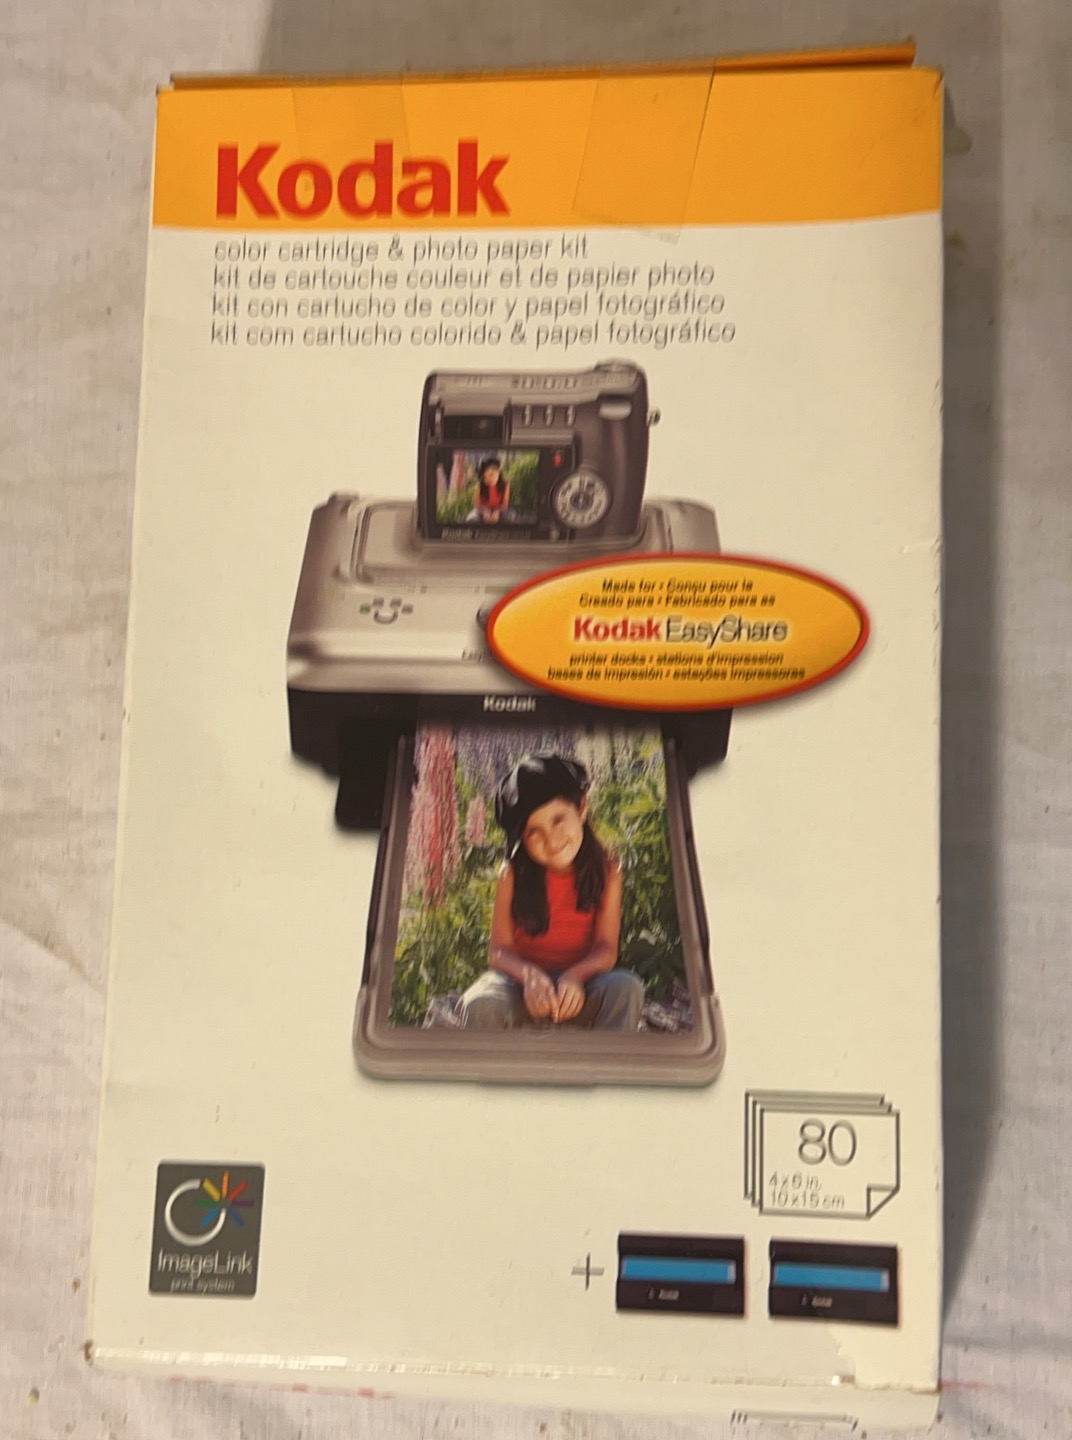 Kodak
color cartridge & photo paper kit
kit de cartouche couleur et de papier photo
kit con cartucho de color y papel fotográfico
kit com cartucho colorido & papel fotográfico
Made for • Conçu pour la
Creado para • Fabricado para as
Kodak EasyShare
printer docks • stations d'impression
bases de impresión • estações impressoras
Kodak
80
4 x 6 in.
10 x 15 cm
ImageLink
print system
+